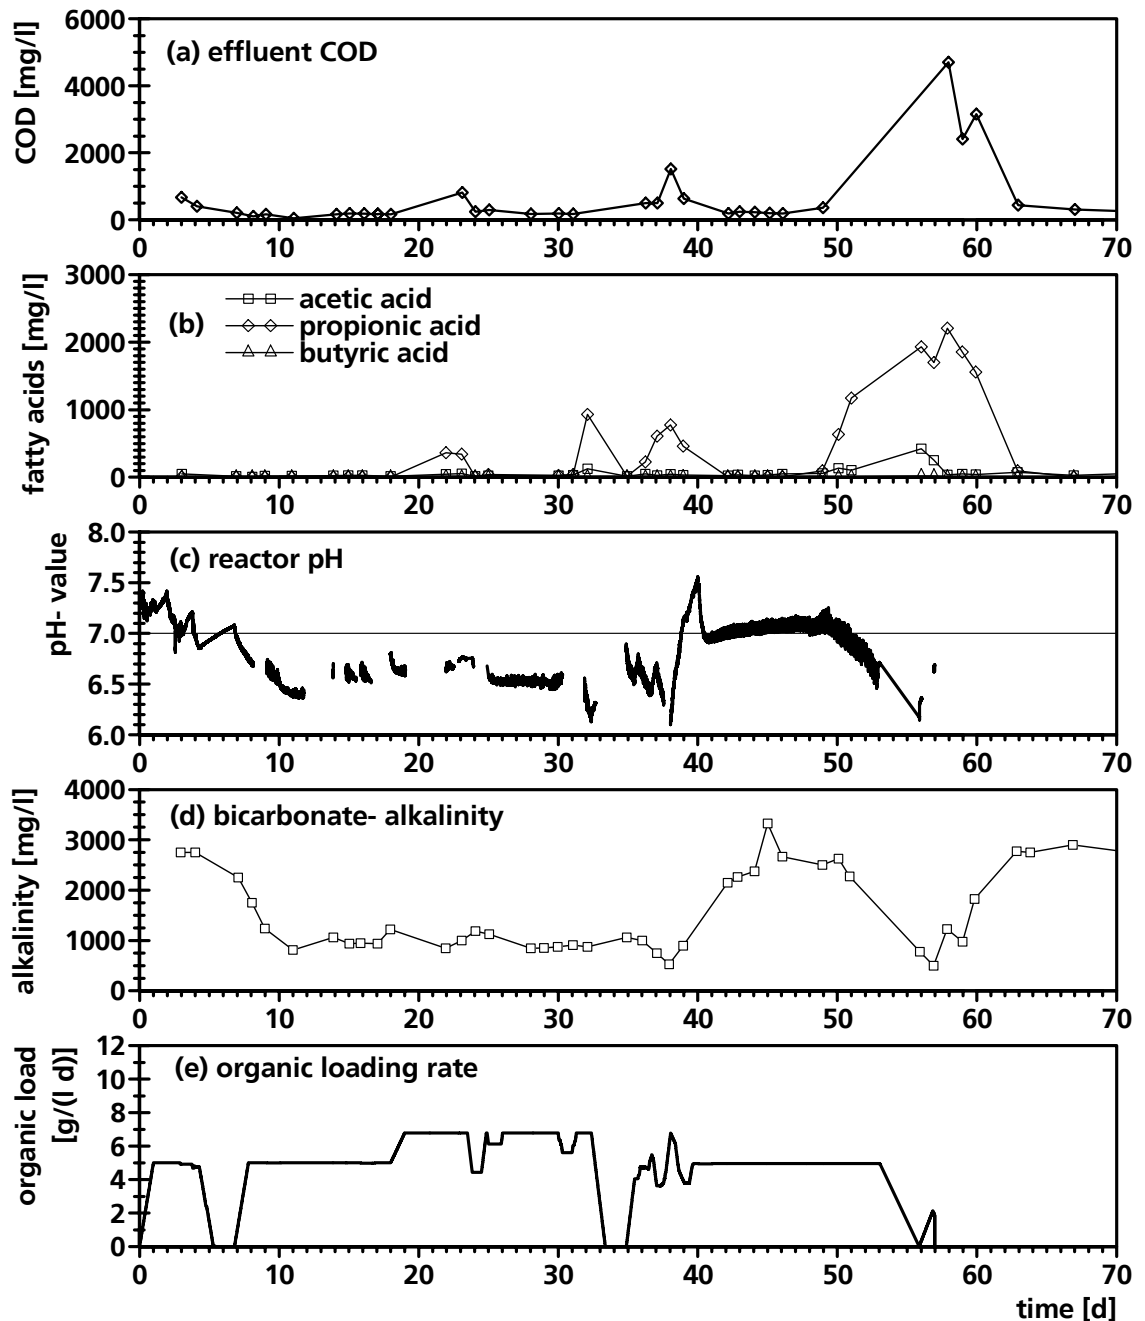 (a) effluent COD
COD [mg/l]
6000
4000
2000
0
0 10 20 30 40 50 60 70
(b)
acetic acid
propionic acid
butyric acid
fatty acids [mg/l]
3000
2000
1000
0
0 10 20 30 40 50 60 70
(c) reactor pH
pH- value
8.0
7.5
7.0
6.5
6.0
0 10 20 30 40 50 60 70
(d) bicarbonate- alkalinity
alkalinity [mg/l]
4000
3000
2000
1000
0
0 10 20 30 40 50 60 70
(e) organic loading rate
organic load
[g/(l d)]
12
10
8
6
4
2
0
0 10 20 30 40 50 60 70
time [d]